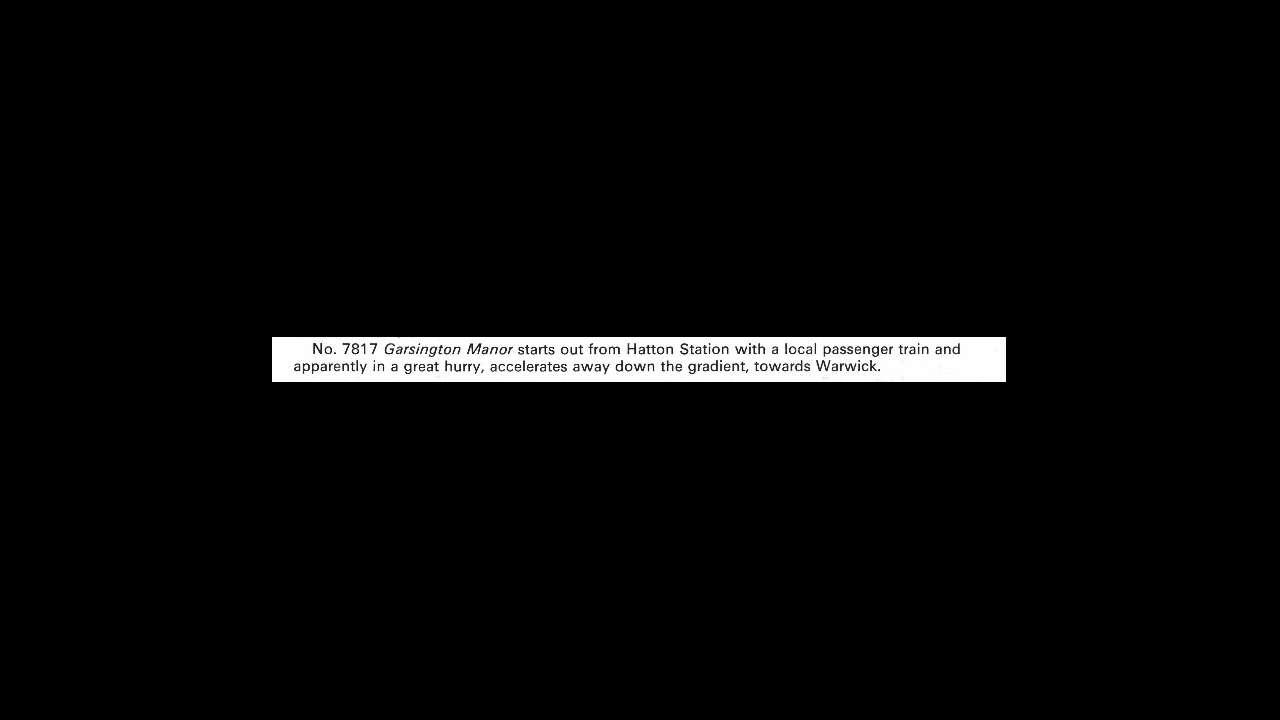 No. 7817 Garsington Manor starts out from Hatton Station with a local passenger train and
apparently in a great hurry, accelerates away down the gradient, towards Warwick.